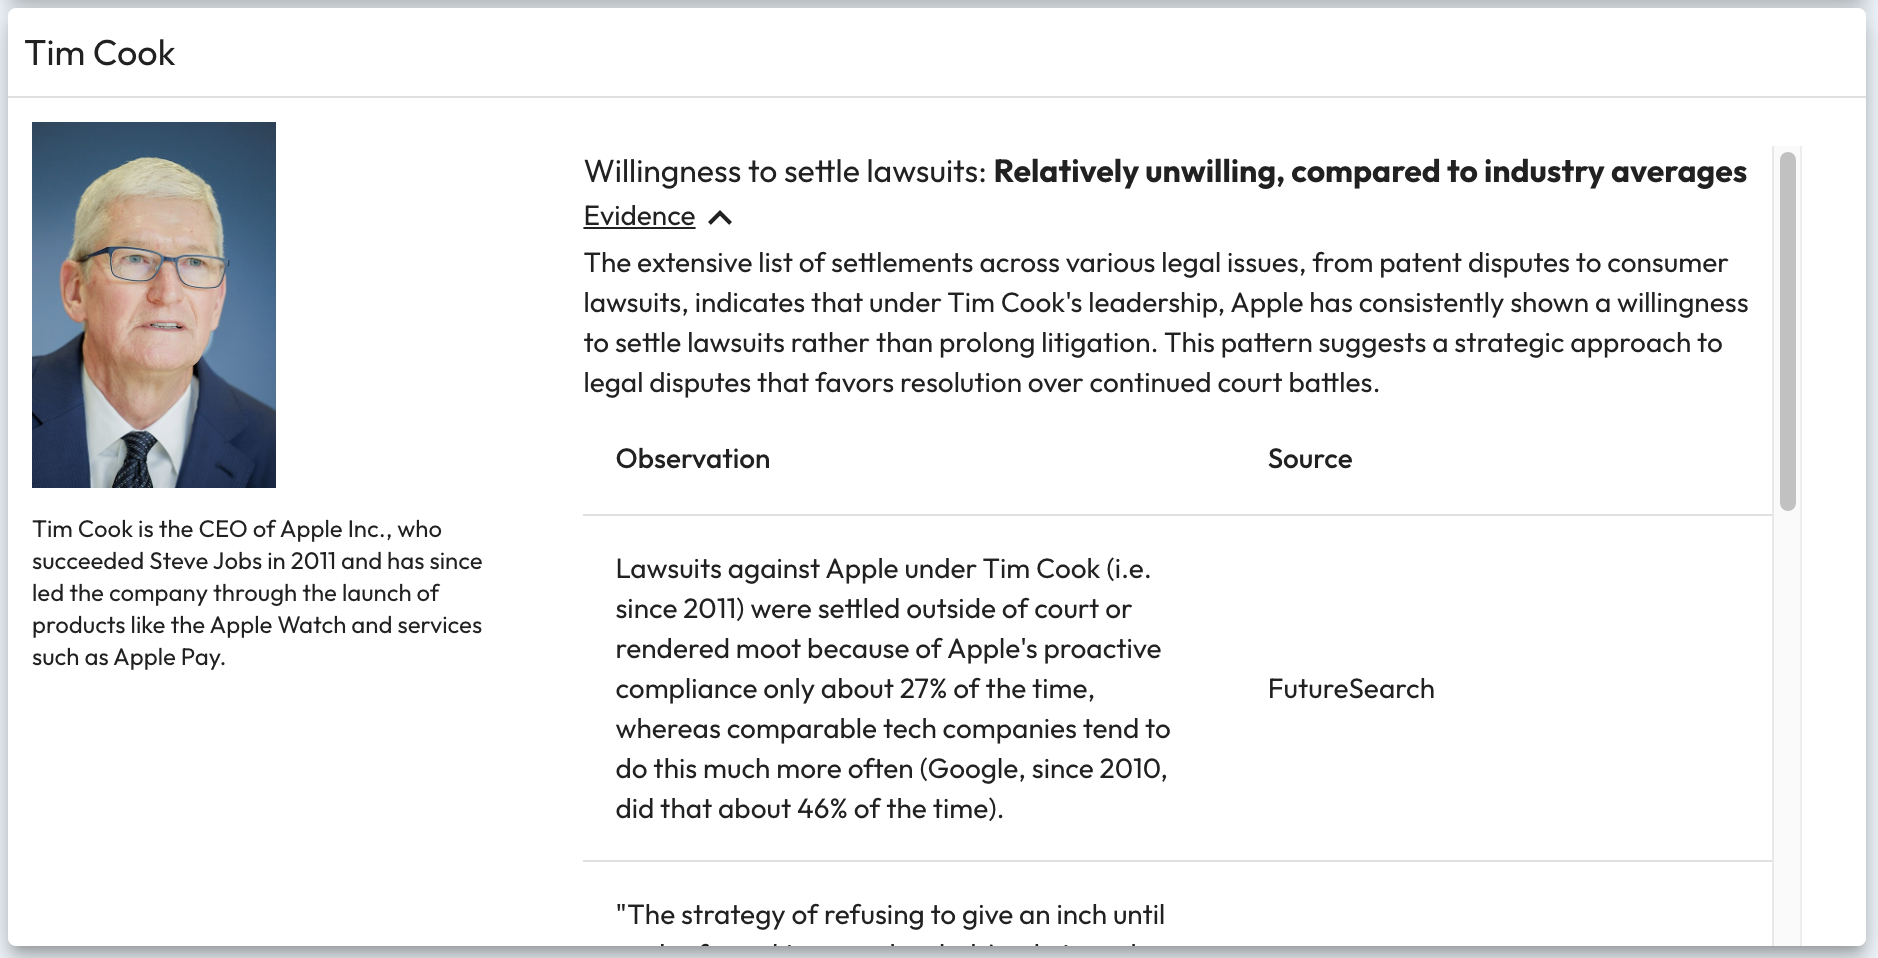 Tim Cook
Tim Cook is the CEO of Apple Inc., who
succeeded Steve Jobs in 2011 and has since
led the company through the launch of
products like the Apple Watch and services
such as Apple Pay.
Willingness to settle lawsuits: Relatively unwilling, compared to industry averages
Evidence
The extensive list of settlements across various legal issues, from patent disputes to consumer
lawsuits, indicates that under Tim Cook's leadership, Apple has consistently shown a willingness
to settle lawsuits rather than prolong litigation. This pattern suggests a strategic approach to
legal disputes that favors resolution over continued court battles.
Observation Source
Lawsuits against Apple under Tim Cook (i.e.
since 2011) were settled outside of court or
rendered moot because of Apple's proactive
compliance only about 27% of the time,
whereas comparable tech companies tend to
do this much more often (Google, since 2010,
did that about 46% of the time).
FutureSearch
"The strategy of refusing to give an inch until